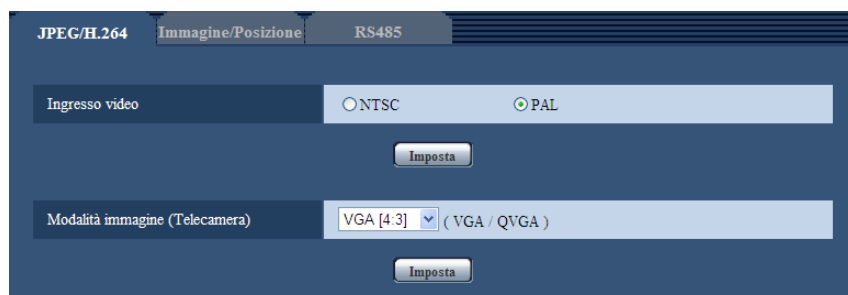 JPEG/H.264 Immagine/Posizione RS485
Ingresso video NTSC PAL
Imposta
Modalità immagine (Telecamera) VGA [4:3] ( VGA / QVGA )
Imposta